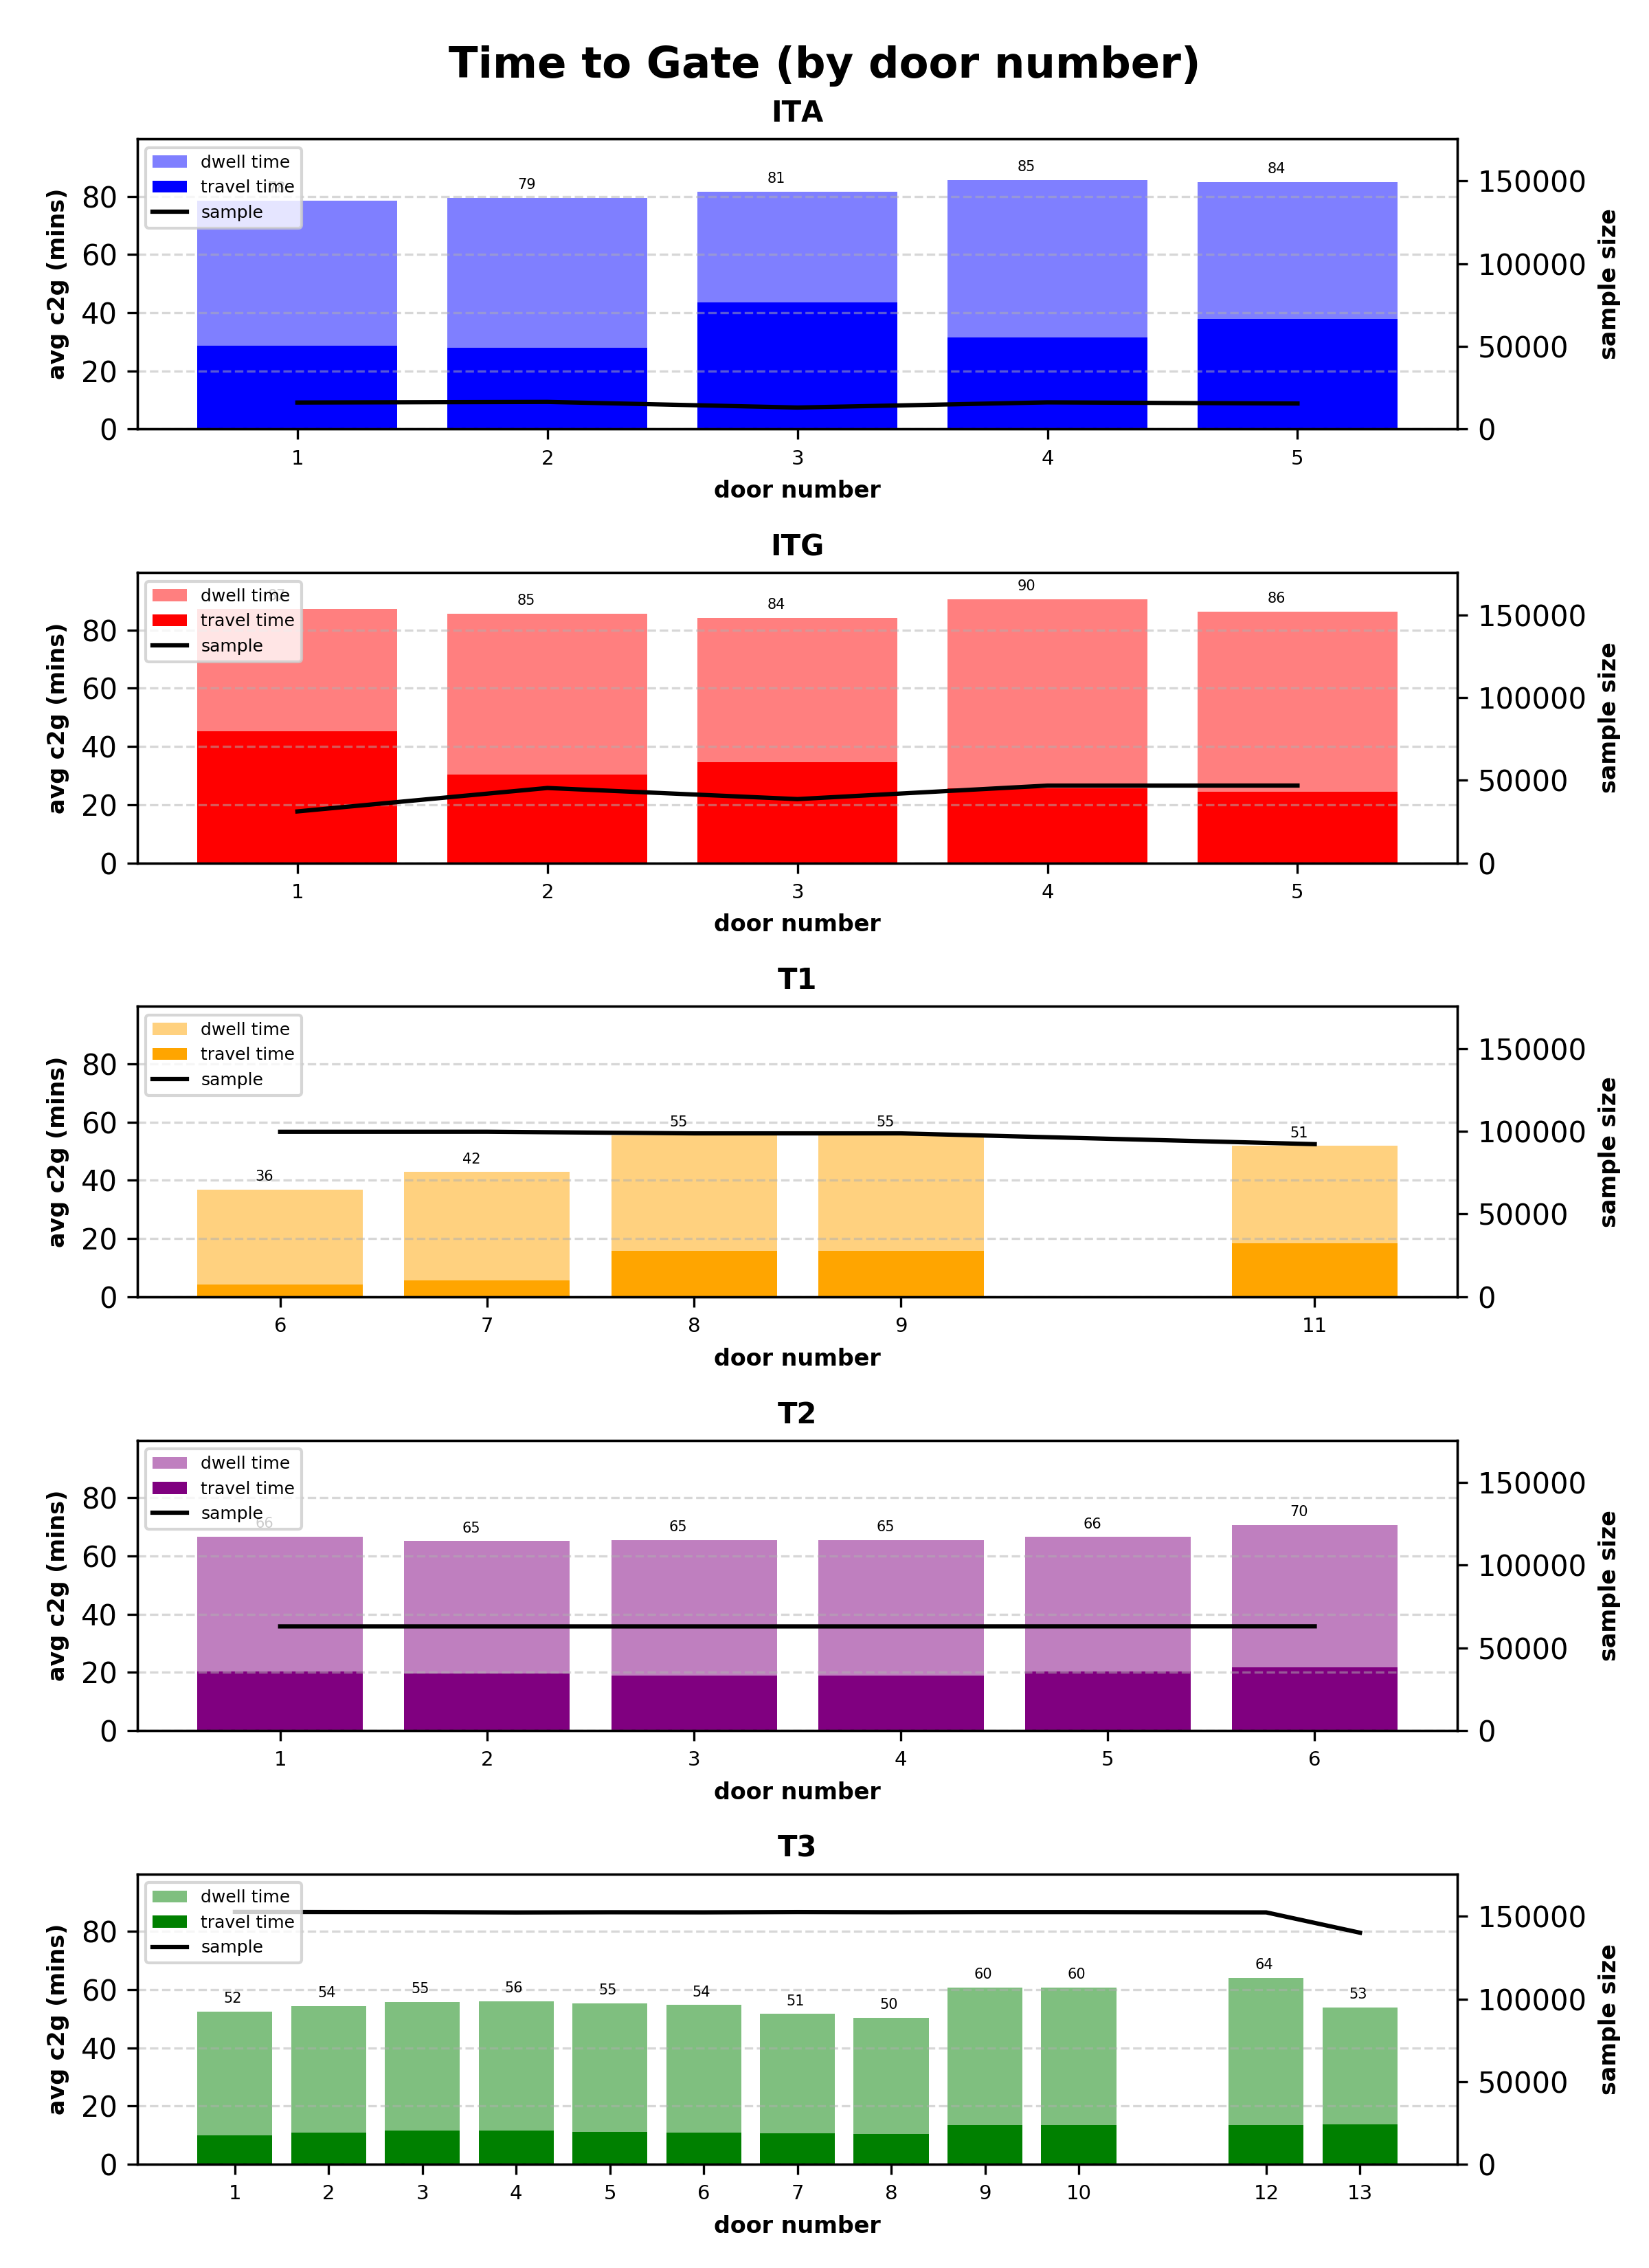 Time to Gate (by door number)
ITA
dwell time
travel time
sample
79
81
85
84
80
60
40
20
0
avg c2g (mins)
150000
100000
50000
0
sample size
1 2 3 4 5
door number
ITG
dwell time
travel time
sample
85
84
90
86
80
60
40
20
0
avg c2g (mins)
150000
100000
50000
0
sample size
1 2 3 4 5
door number
T1
dwell time
travel time
sample
36
42
55
55
51
80
60
40
20
0
avg c2g (mins)
150000
100000
50000
0
sample size
6 7 8 9 11
door number
T2
dwell time
travel time
sample
66
65
65
65
66
70
80
60
40
20
0
avg c2g (mins)
150000
100000
50000
0
sample size
1 2 3 4 5 6
door number
T3
dwell time
travel time
sample
52
54
55
56
55
54
51
50
60
60
64
53
80
60
40
20
0
avg c2g (mins)
150000
100000
50000
0
sample size
1 2 3 4 5 6 7 8 9 10 12 13
door number